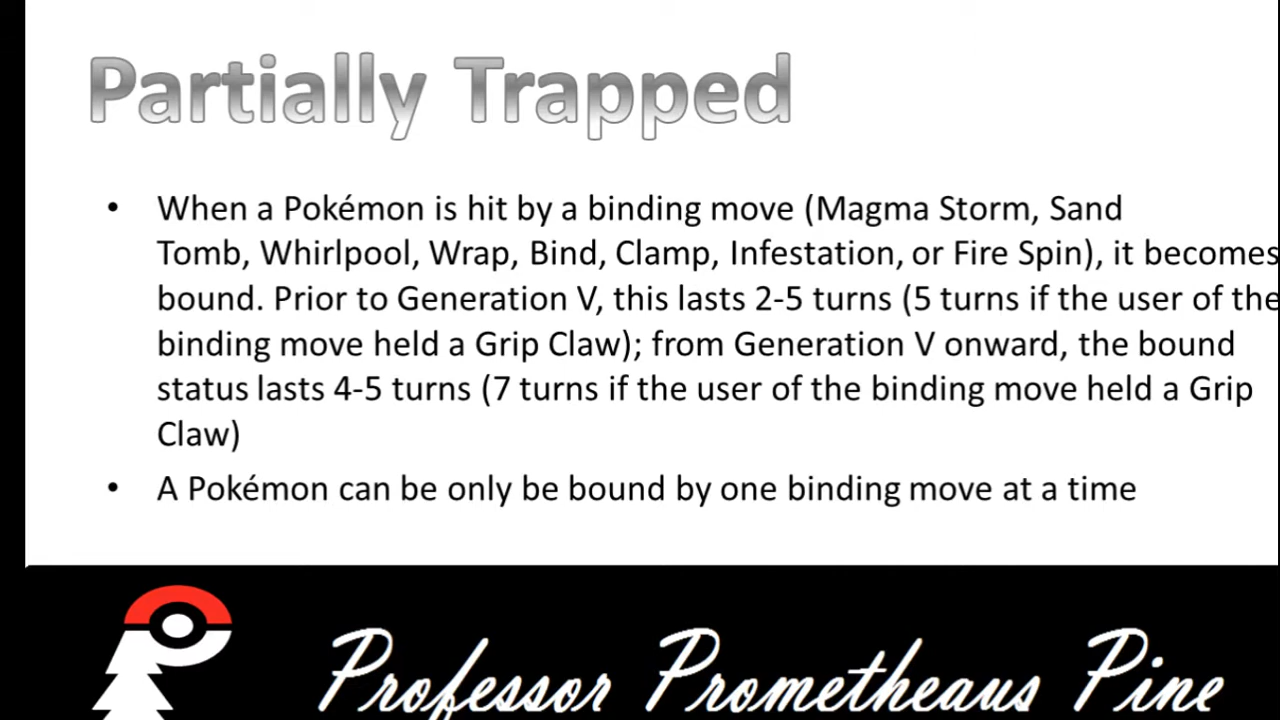 Partially Trapped
• When a Pokémon is hit by a binding move (Magma Storm, Sand
Tomb, Whirlpool, Wrap, Bind, Clamp, Infestation, or Fire Spin), it becomes
bound. Prior to Generation V, this lasts 2-5 turns (5 turns if the user of the
binding move held a Grip Claw); from Generation V onward, the bound
status lasts 4-5 turns (7 turns if the user of the binding move held a Grip
Claw)
• A Pokémon can be only be bound by one binding move at a time
Professor Prometheaus Pine